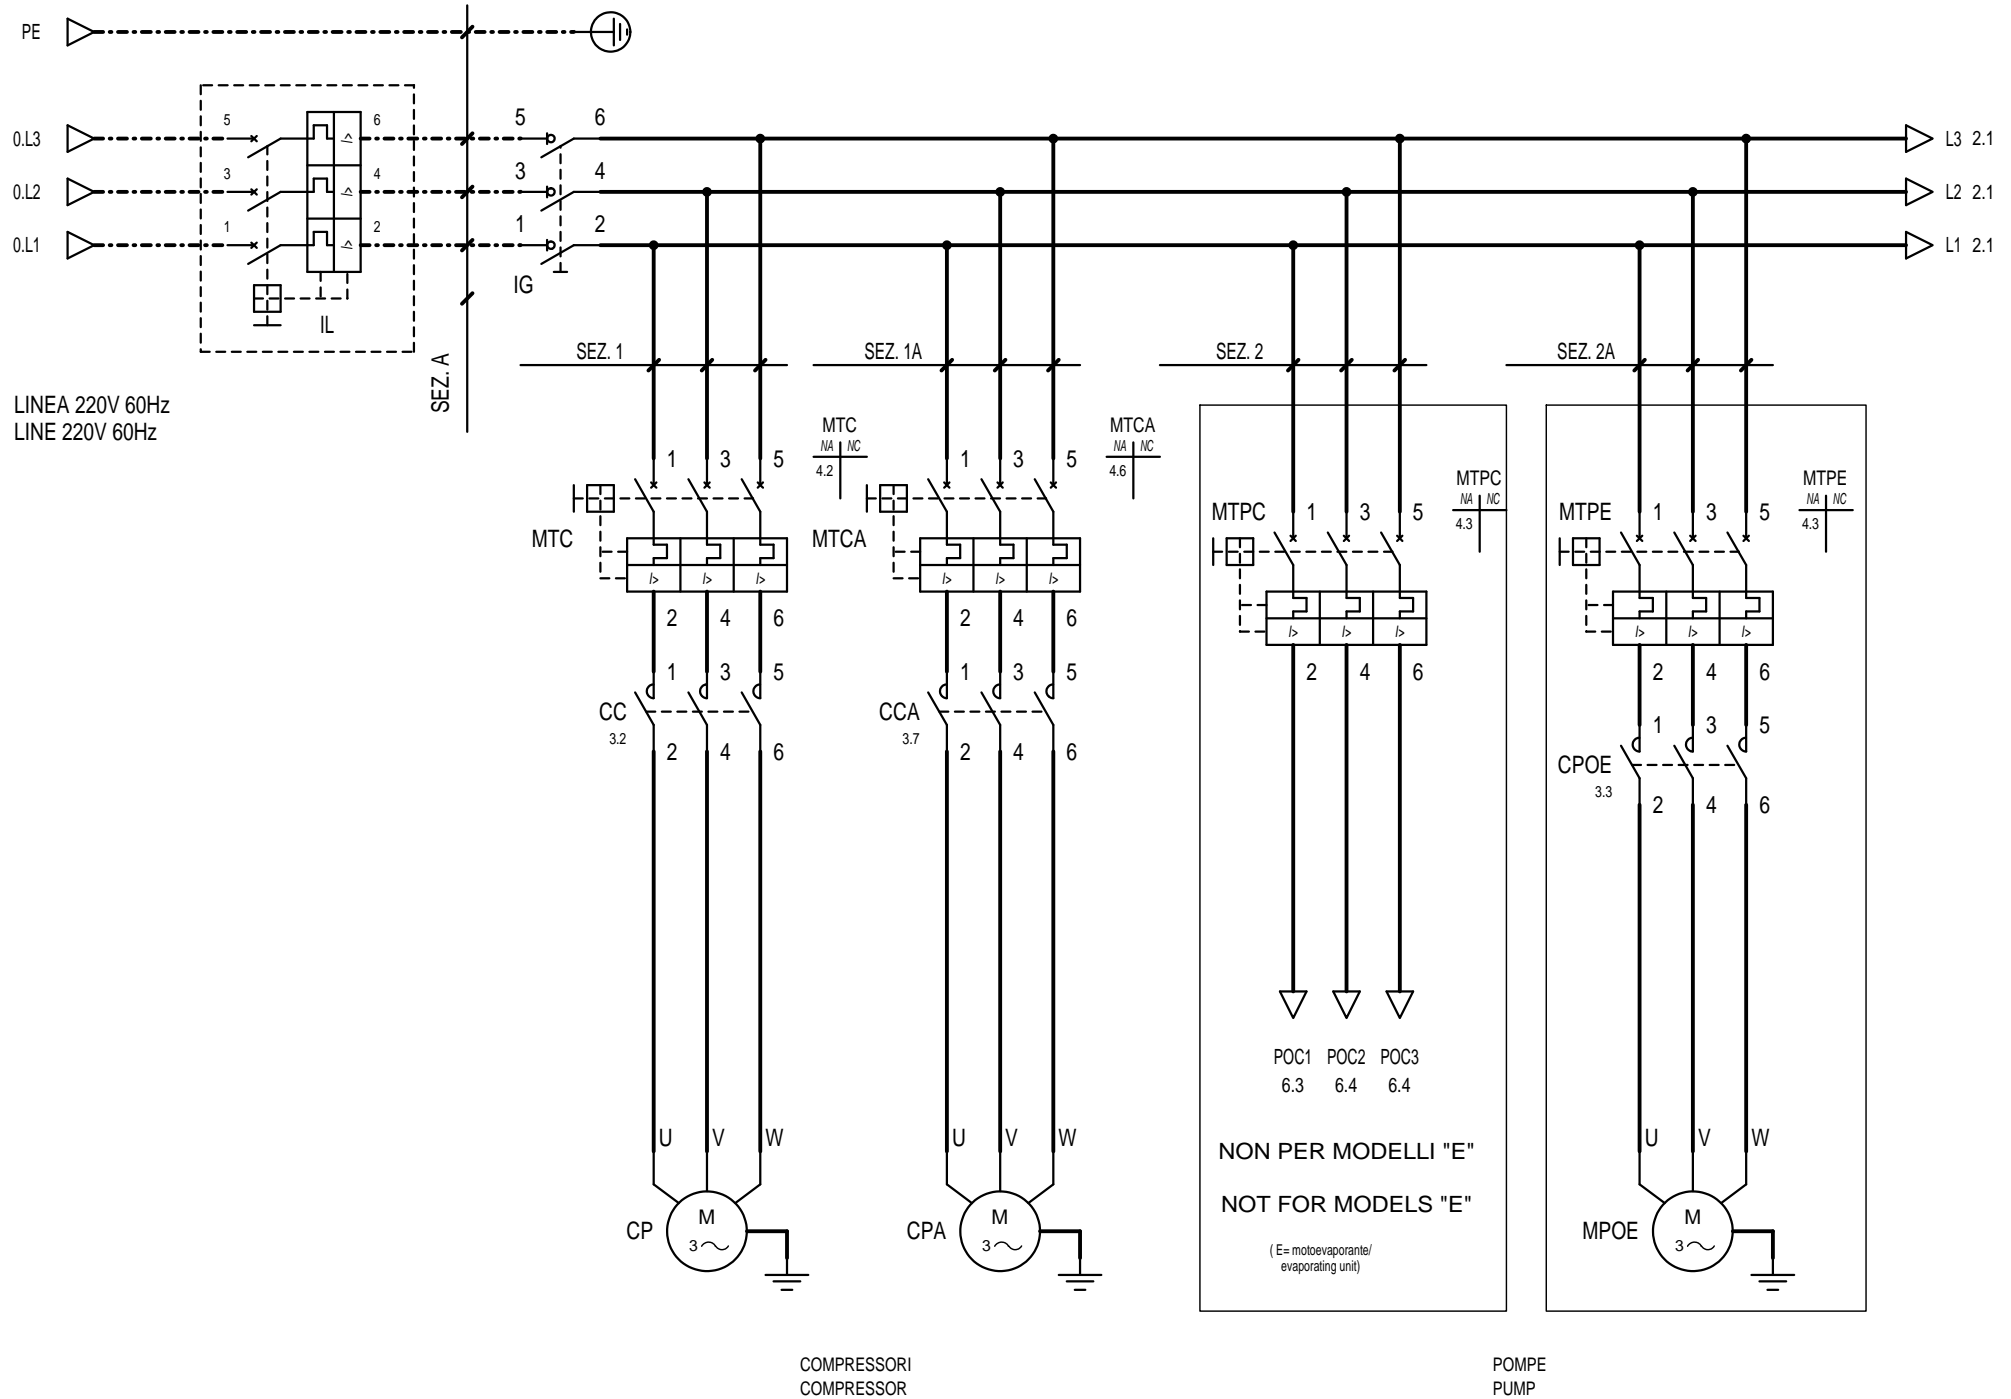 PE
5 6 5 6
0.L3 I> L3 2.1
3 4 3 4
0.L2 I> L2 2.1
1 2 1 2
0.L1 I> L1 2.1
IG
IL
SEZ. A
SEZ. 1 SEZ. 1A SEZ. 2 SEZ. 2A
LINEA 220V 60Hz
LINE 220V 60Hz
MTC MTCA
NA NC NA NC
1 3 5 4.2 1 3 5 4.6
MTPC MTPE
NA NC NA NC
MTPC 1 3 5 4.3 MTPE 1 3 5 4.3
MTC MTCA
I> I> I> I> I> I>
2 4 6 2 4 6
I> I> I> I> I> I>
1 3 5 1 3 5 2 4 6 2 4 6
CC CCA
3.2 3.7
1 3 5
2 4 6 2 4 6
CPOE
3.3
2 4 6
POC1 POC2 POC3
6.3 6.4 6.4
U V W U V W U V W
NON PER MODELLI "E"
NOT FOR MODELS "E"
CP M CPA M MPOE M
3 3 3
( E= motoevaporante/
evaporating unit)
COMPRESSORI POMPE
COMPRESSOR PUMP